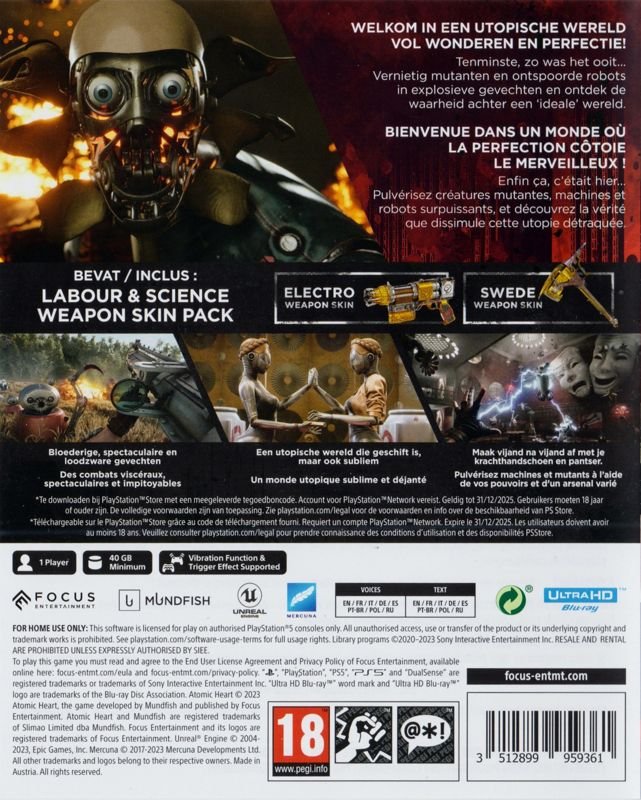 WELKOM IN EEN UTOPISCHE WERELD
VOL WONDEREN EN PERFECTIE!
Tenminste, zo was het ooit...
Vernietig mutanten en ontspoorde robots
in explosieve gevechten en ontdek de
waarheid achter een 'ideale' wereld.
BIENVENUE DANS UN MONDE OÙ
LA PERFECTION CÔTOIE
LE MERVEILLEUX !
Enfin ça, c'était hier...
Pulvérisez créatures mutantes, machines et
robots surpuissants, et découvrez la vérité
que dissimule cette utopie détraquée.
BEVAT / INCLUS :
LABOUR & SCIENCE
WEAPON SKIN PACK
ELECTRO
WEAPON SKIN
SWEDE
WEAPON SKIN
Bloederige, spectaculaire en
loodzware gevechten
Des combats viscéraux,
spectaculaires et impitoyables
Een utopische wereld die geschift is,
maar ook subliem
Un monde utopique sublime et déjanté
Maak vijand na vijand af met je
krachthandschoen en pantser.
Pulvérisez machines et mutants à l'aide
de vos pouvoirs et d'un arsenal varié
*Te downloaden bij PlayStation™Store met een meegeleverde tegoedboncode. Account voor PlayStation™Network vereist. Geldig tot 31/12/2025. Gebruikers moeten 18 jaar
of ouder zijn. De volledige voorwaarden zijn van toepassing. Zie playstation.com/legal voor de voorwaarden en info over de beschikbaarheid van PS Store.
*Téléchargeable sur le PlayStation™Store grâce au code de téléchargement fourni. Requiert un compte PlayStation™Network. Expire le 31/12/2025. Les utilisateurs doivent avoir
au moins 18 ans. Veuillez consulter playstation.com/legal pour prendre connaissance des conditions d'utilisation et des disponibilités PSStore.
1 Player
40 GB
Minimum
Vibration Function &
Trigger Effect Supported
FOCUS
ENTERTAINMENT
MUNDFISH
UNREAL
ENGINE
MERCUNA
VOICES
EN / FR / IT / DE / ES
PT-BR / POL / RU
TEXT
EN / FR / IT / DE / ES
PT-BR / POL / RU
ULTRA HD
Blu-ray
FOR HOME USE ONLY: This software is licensed for play on authorised PlayStation®5 consoles only. All unauthorised access, use or transfer of the product or its underlying copyright and
trademark works is prohibited. See playstation.com/software-usage-terms for full usage rights. Library programs ©2020-2023 Sony Interactive Entertainment Inc. RESALE AND RENTAL
ARE PROHIBITED UNLESS EXPRESSLY AUTHORISED BY SIEE.
To play this game you must read and agree to the End User License Agreement and Privacy Policy of Focus Entertainment, available
online here: focus-entmt.com/eula and focus-entmt.com/privacy-policy. "", "PlayStation", "PS5", "PS5" and "DualSense" are
registered trademarks or trademarks of Sony Interactive Entertainment Inc. "Ultra HD Blu-ray™" word mark and "Ultra HD Blu-ray™"
logo are trademarks of the Blu-ray Disc Association. Atomic Heart © 2023
Atomic Heart, the game developed by Mundfish and published by Focus
Entertainment. Atomic Heart and Mundfish are registered trademarks
of Slimao Limited dba Mundfish. Focus Entertainment and its logos are
registered trademarks of Focus Entertainment. Unreal® Engine © 2004-
2023, Epic Games, Inc. Mercuna © 2017-2023 Mercuna Developments Ltd.
All other trademarks and logos belong to their respective owners. Made in
Austria. All rights reserved.
focus-entmt.com
18
www.pegi.info
@*!
3 512899 959361